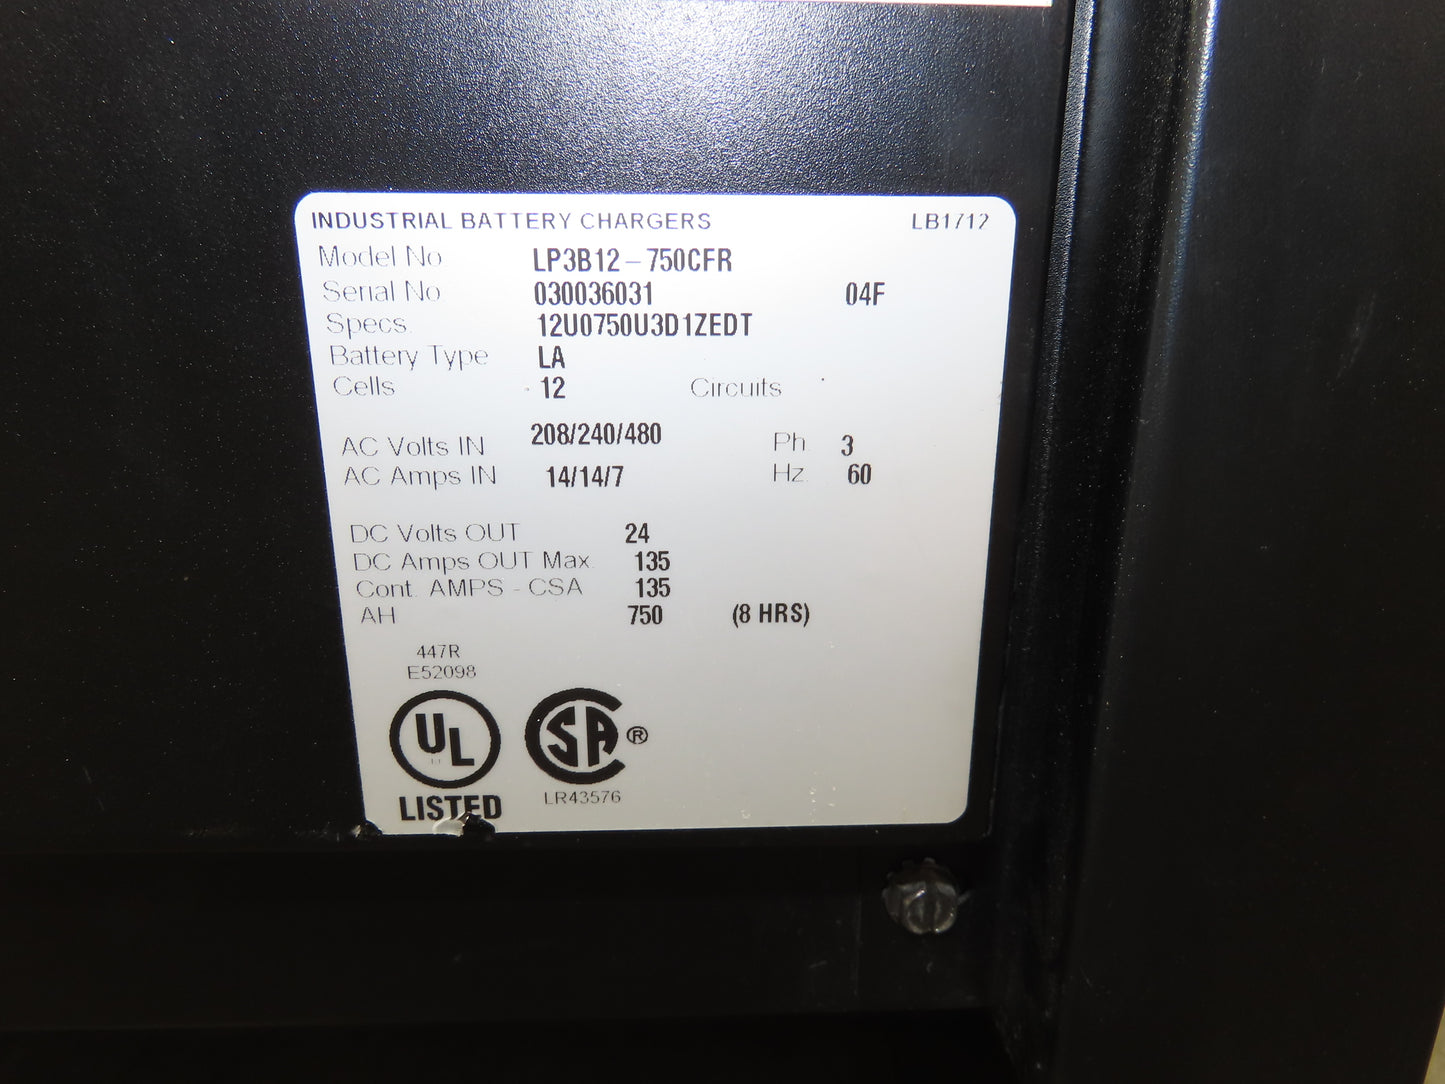 INDUSTRIAL BATTERY CHARGERS LB1712
Model No LP3B12-750CFR
Serial No 030036031 04F
Specs 12U0750U3D1ZEDT
Battery Type LA
Cells 12 Circuits
AC Volts IN 208/240/480 Ph 3
AC Amps IN 14/14/7 Hz 60
DC Volts OUT 24
DC Amps OUT Max 135
Cont. AMPS - CSA 135
AH 750 (8 HRS)
447R
E52098
UL SA ®
LR43576
LISTED